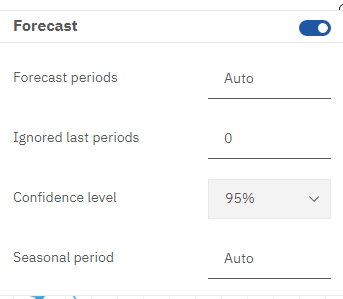 Forecast
Forecast periods Auto
Ignored last periods 0
Confidence level 95%
Seasonal period Auto